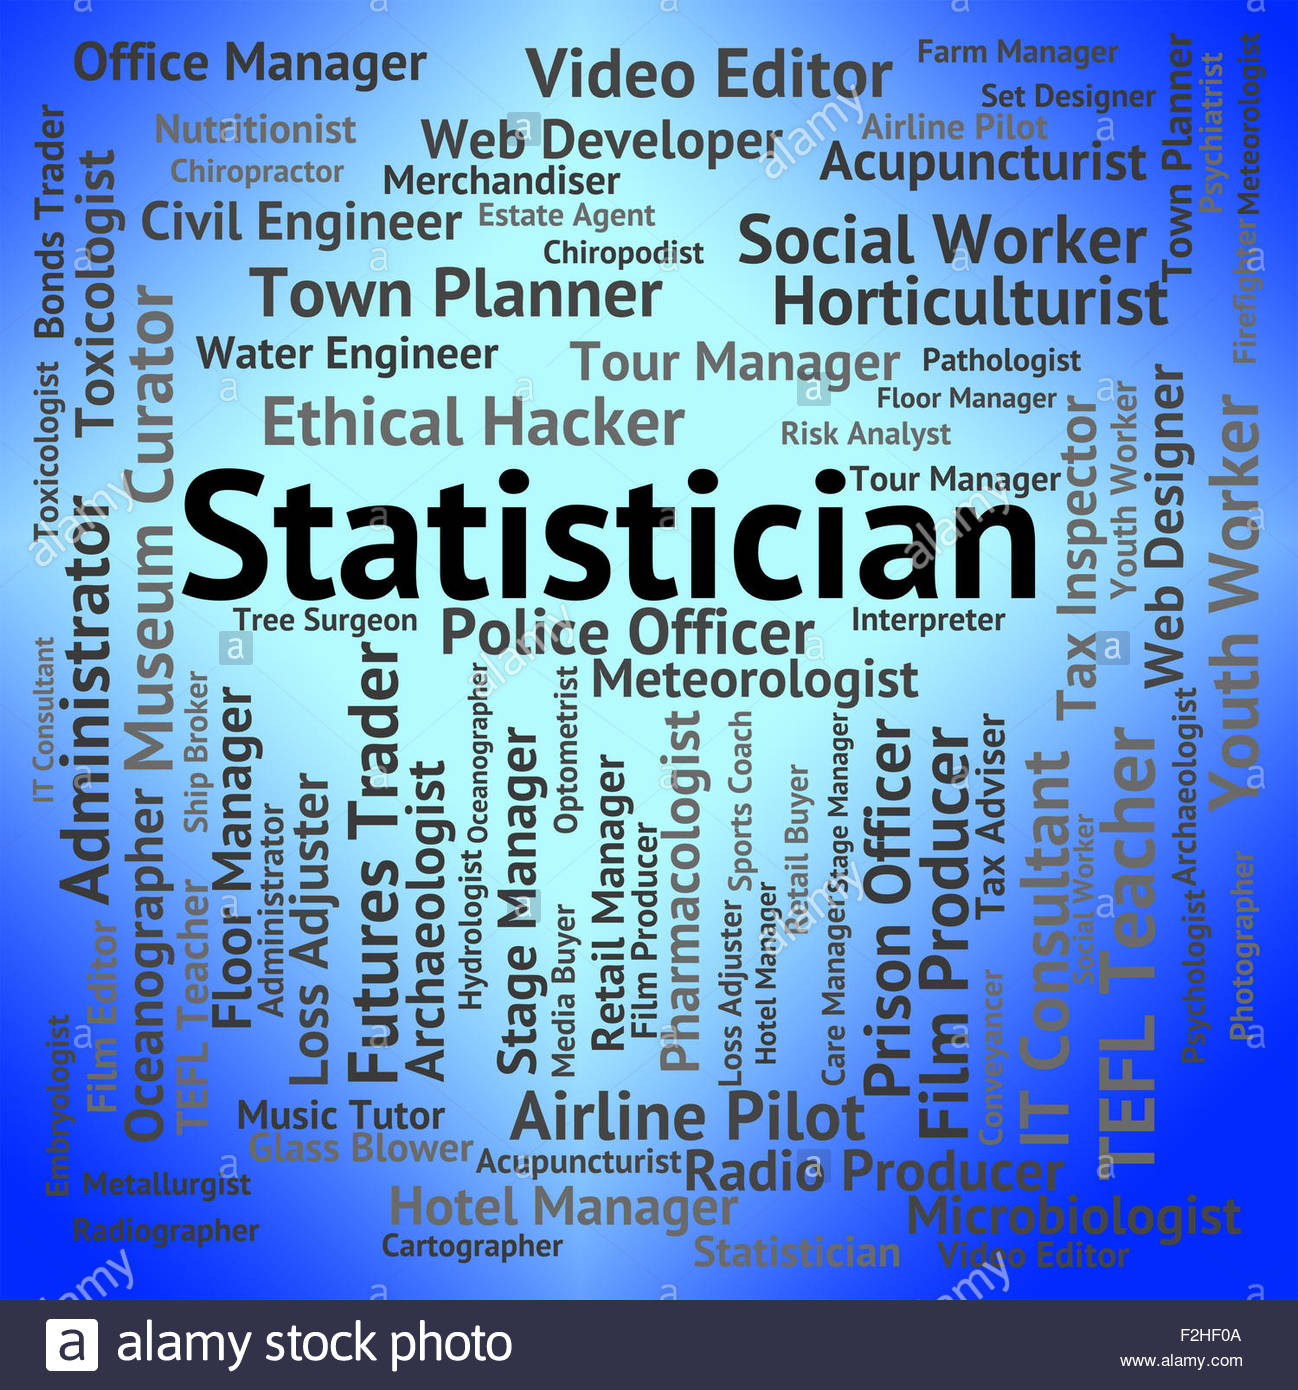 Office Manager
Video Editor
Farm Manager
Set Designer
Nutritionist
Web Developer
Airline Pilot
Chiropractor
Merchandiser
Acupuncturist
Civil Engineer
Estate Agent
Chiropodist
Social Worker
Town Planner
Horticulturist
Water Engineer
Tour Manager
Pathologist
Floor Manager
Ethical Hacker
Risk Analyst
Tour Manager
Statistician
Tree Surgeon
Police Officer
Interpreter
Meteorologist
Bonds Trader
Toxicologist
Toxicologist
Museum Curator
Administrator
IT Consultant
Ship Broker
Floor Manager
Oceanographer
TEFL Teacher
Film Editor
Embryologist
Administrator
Loss Adjuster
Futures Trader
Archaeologist
Oceanographer
Hydrologist
Stage Manager
Optometrist
Media Buyer
Retail Manager
Film Producer
Pharmacologist
Sports Coach
Loss Adjuster
Hotel Manager
Retail Buyer
Stage Manager
Care Manager
Prison Officer
Film Producer
Tax Adviser
Conveyancer
IT Consultant
Social Worker
TEFL Teacher
Archaeologist
Psychologist
Photographer
Tax Inspector
Youth Worker
Web Designer
Youth Worker
Town Planner
Psychiatrist
Meteorologist
Firefighter
Music Tutor
Airline Pilot
Glass Blower
Acupuncturist
Radio Producer
Metallurgist
Hotel Manager
Microbiologist
Radiographer
Cartographer
Statistician
Video Editor
a alamy stock photo
F2HF0A
www.alamy.com